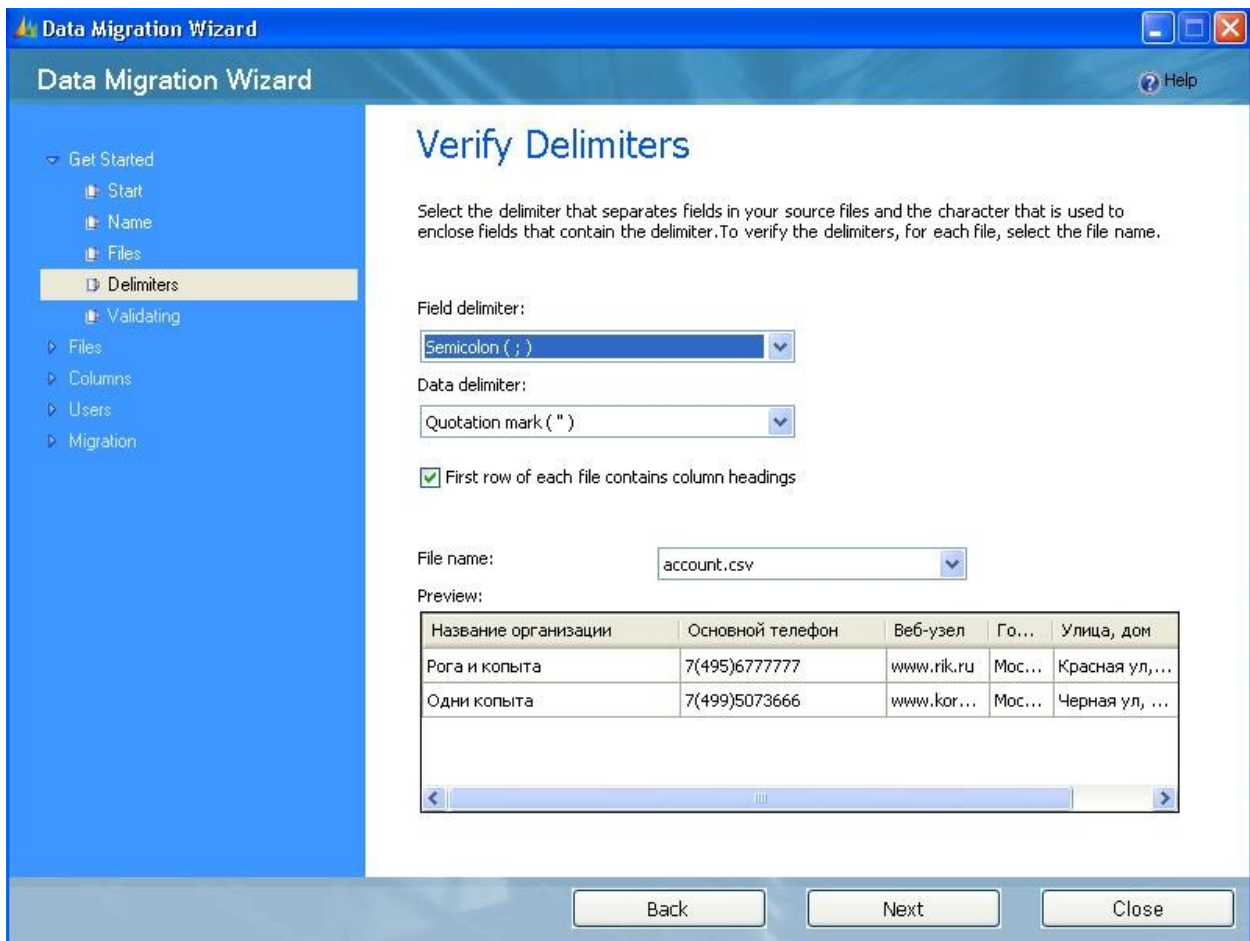 Data Migration Wizard
Data Migration Wizard
Help
Get Started
Start
Name
Files
Delimiters
Validating
Files
Columns
Users
Migration
Verify Delimiters
Select the delimiter that separates fields in your source files and the character that is used to
enclose fields that contain the delimiter.To verify the delimiters, for each file, select the file name.
Field delimiter:
Semicolon ( ; )
Data delimiter:
Quotation mark ( " )
First row of each file contains column headings
File name: account.csv
Preview:
Название организации Основной телефон Веб-узел Го... Улица, дом
Рога и копыта 7(495)6777777 www.rik.ru Мос... Красная ул,...
Одни копыта 7(499)5073666 www.kor... Мос... Черная ул, ...
Back Next Close